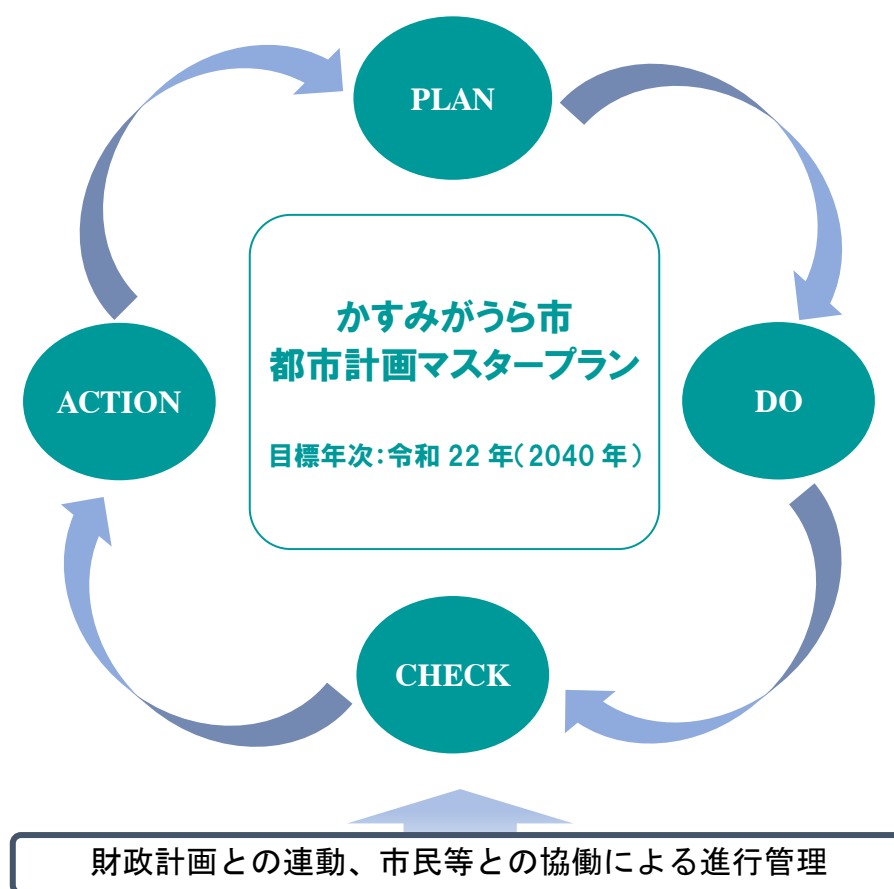 PLAN
かすみがうら市
都市計画マスタープラン
目標年次:令和 22 年(2040 年)
ACTION
DO
CHECK
財政計画との連動、市民等との協働による進行管理